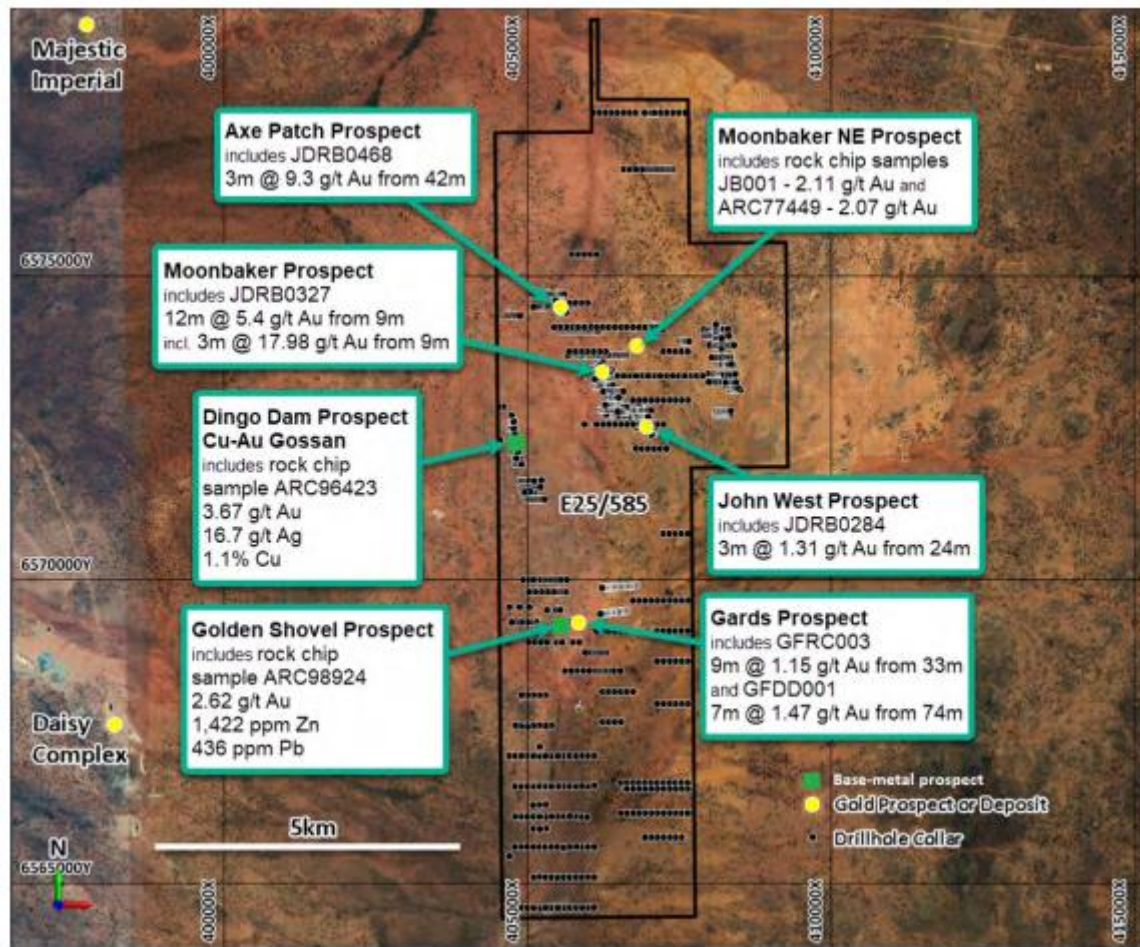 Majestic
Imperial
400000X
405000X
410000X
415000X
Axe Patch Prospect
includes JDRB0468
3m @ 9.3 g/t Au from 42m
Moonbaker NE Prospect
includes rock chip samples
JB001 - 2.11 g/t Au and
ARC77449 - 2.07 g/t Au
6575000Y
Moonbaker Prospect
includes JDRB0327
12m @ 5.4 g/t Au from 9m
incl. 3m @ 17.98 g/t Au from 9m
Dingo Dam Prospect
Cu-Au Gossan
includes rock chip
sample ARC96423
3.67 g/t Au
16.7 g/t Ag
1.1% Cu
E25/585
John West Prospect
includes JDRB0284
3m @ 1.31 g/t Au from 24m
6570000Y
Golden Shovel Prospect
includes rock chip
sample ARC98924
2.62 g/t Au
1,422 ppm Zn
436 ppm Pb
Gards Prospect
includes GFRC003
9m @ 1.15 g/t Au from 33m
and GFDD001
7m @ 1.47 g/t Au from 74m
Daisy
Complex
Base-metal prospect
Gold Prospect or Deposit
Drillhole Collar
5km
N
6565000Y
400000X
405000X
410000X
415000X